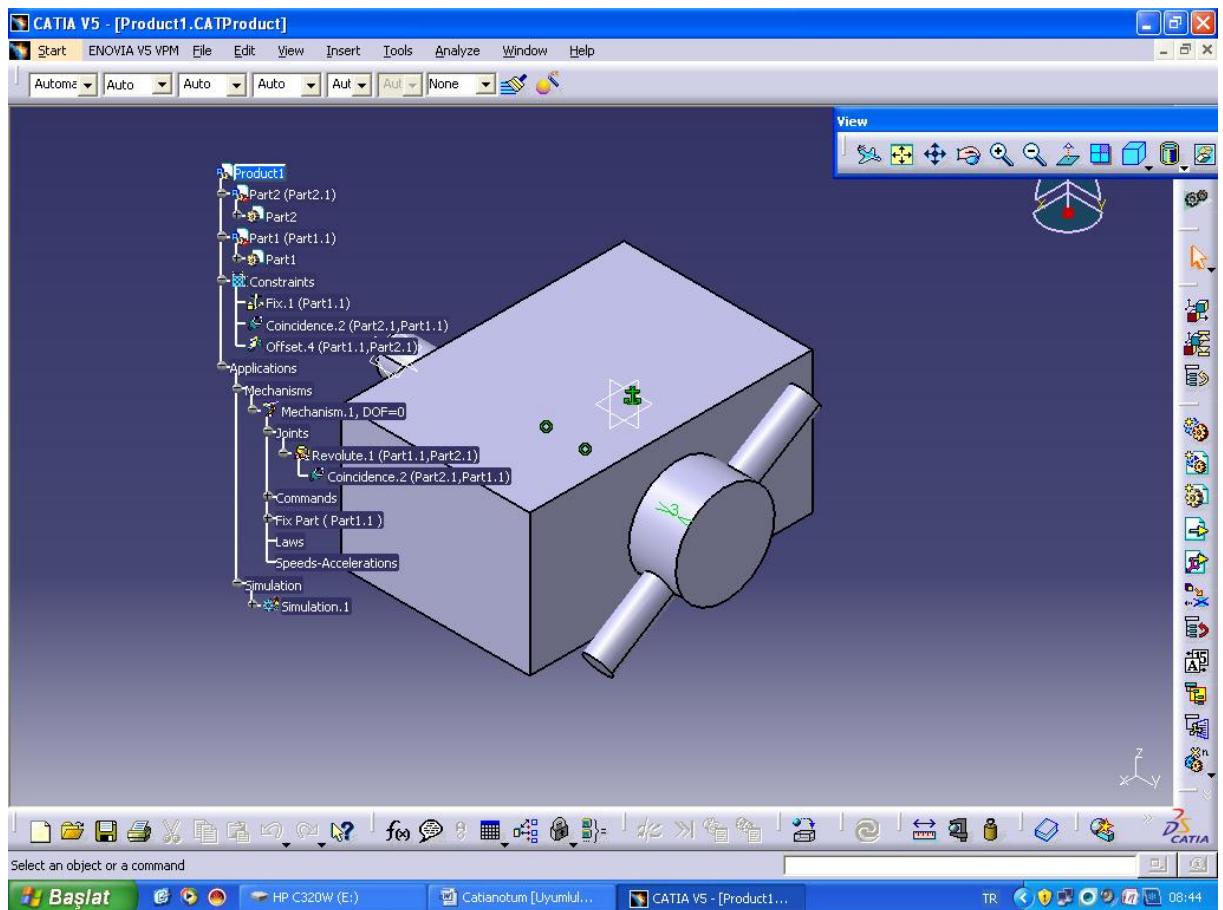 CATIA V5 - [Product1.CATProduct]
Start ENOVIA V5 VPM File Edit View Insert Tools Analyze Window Help
Automa Auto Auto Auto Aut Aut None
View
Product1
Part2 (Part2.1)
Part2
Part1 (Part1.1)
Part1
Constraints
Fix.1 (Part1.1)
Coincidence.2 (Part2.1,Part1.1)
Offset.4 (Part1.1,Part2.1)
Applications
Mechanisms
Mechanism.1, DOF=0
Joints
Revolute.1 (Part1.1,Part2.1)
Coincidence.2 (Part2.1,Part1.1)
Commands
Fix Part ( Part1.1 )
Laws
Speeds-Accelerations
Simulation
Simulation.1
3
z
x y
f(x)
CATIA
Select an object or a command
Başlat HP C320W (E:) Catianotum [Uyumlul... CATIA V5 - [Product1... TR 08:44